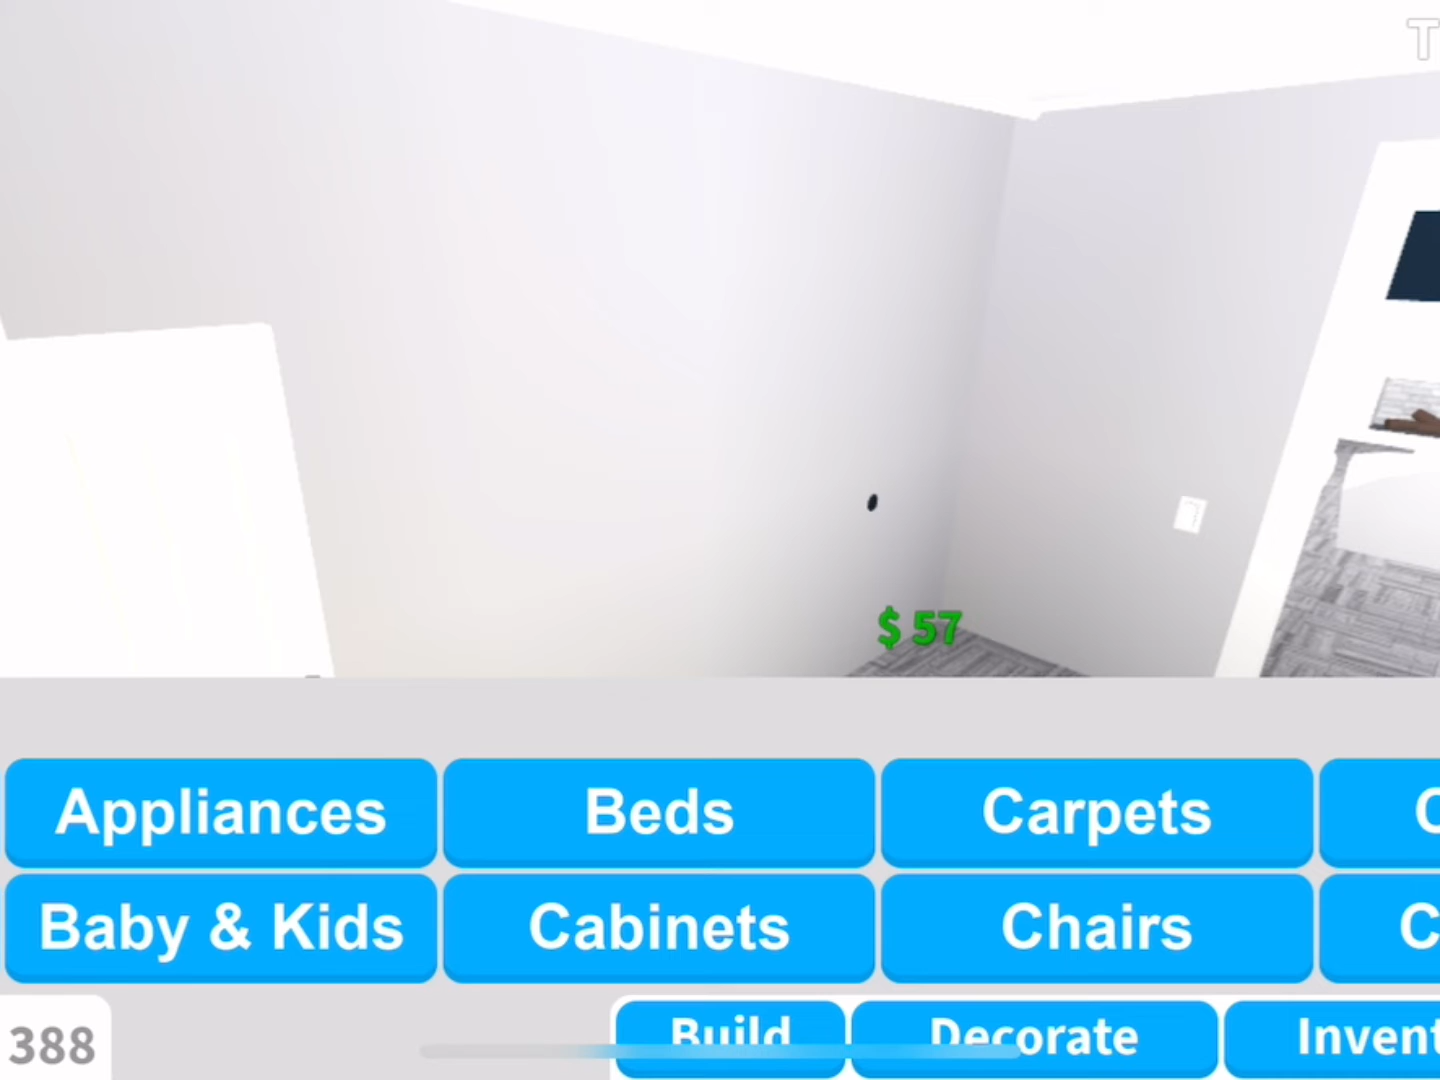 T
$ 57
Appliances Beds Carpets C
Baby & Kids Cabinets Chairs C
388 Build Decorate Invent